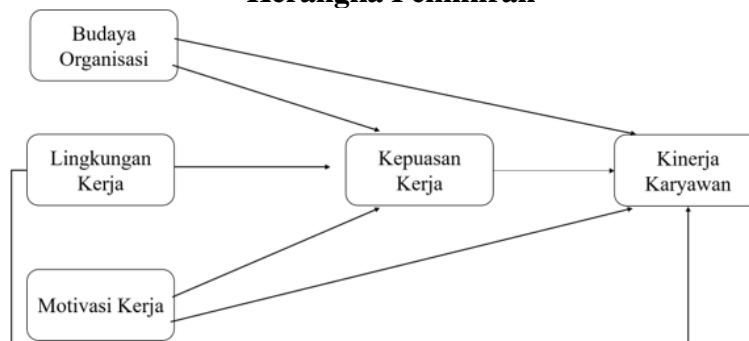 Budaya
Organisasi
Lingkungan
Kerja
Kepuasan
Kerja
Kinerja
Karyawan
Motivasi Kerja